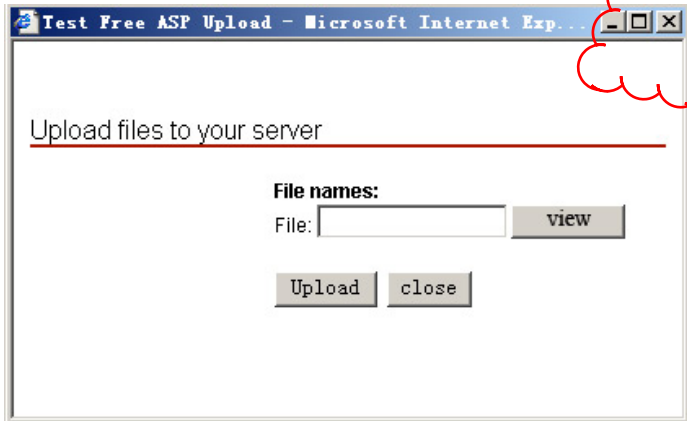 Test Free ASP Upload - Microsoft Internet Exp...
Upload files to your server
File names:
File:
view
Upload
close